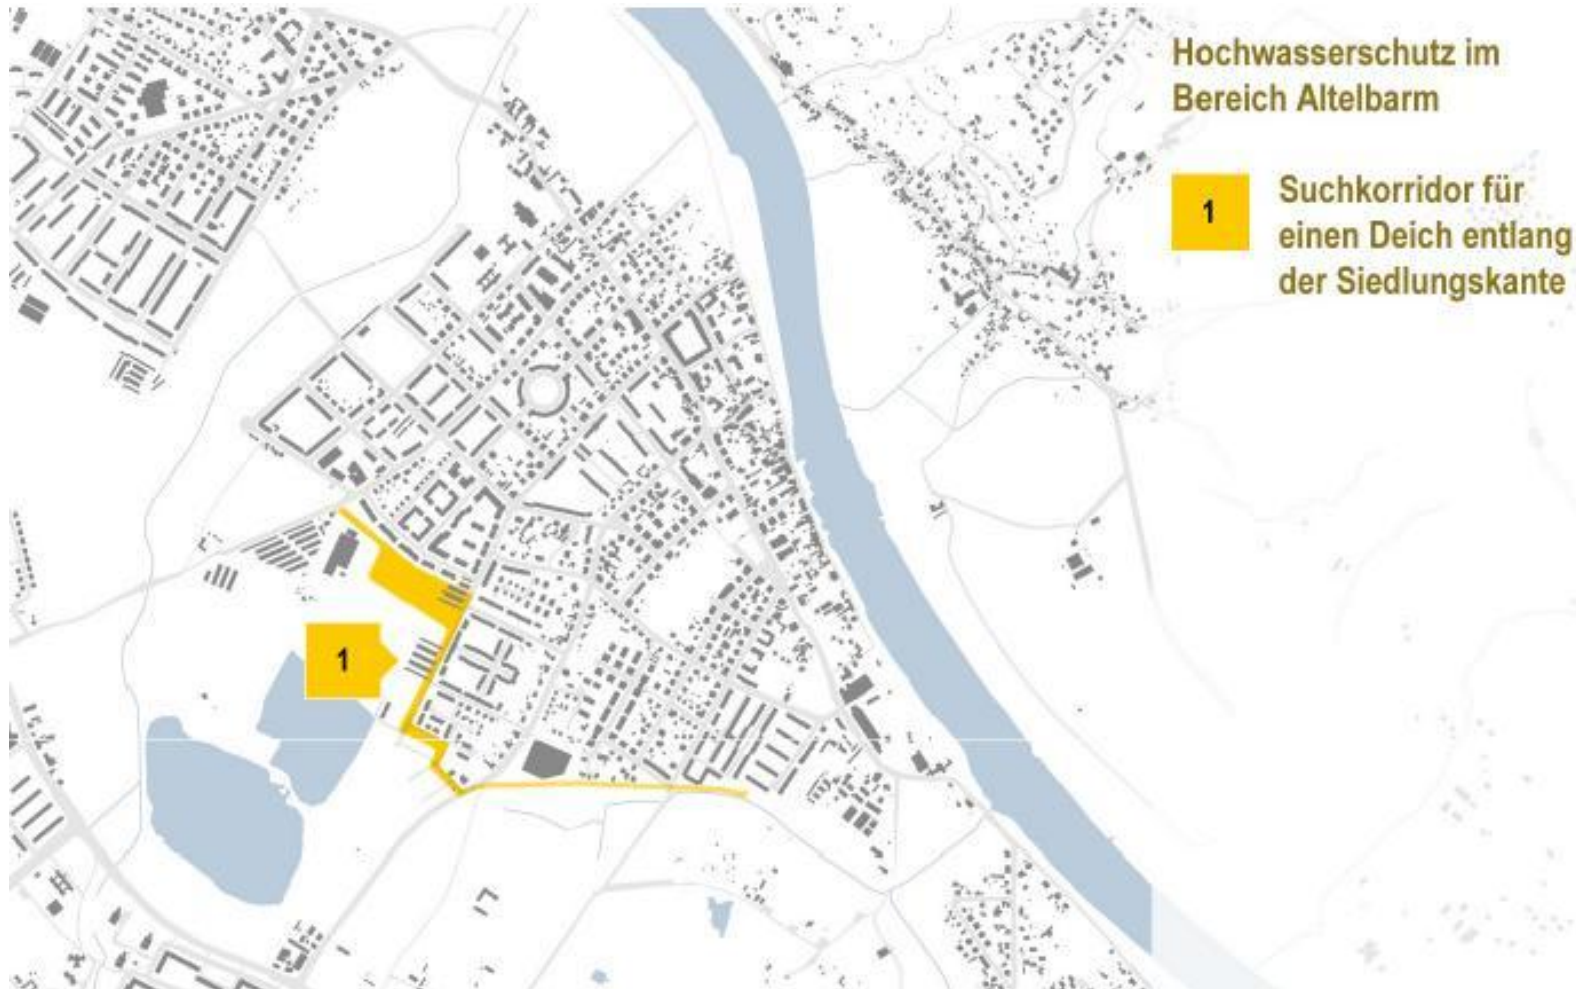 Hochwasserschutz im
Bereich Altelbarm
1
Suchkorridor für
einen Deich entlang
der Siedlungskante
1